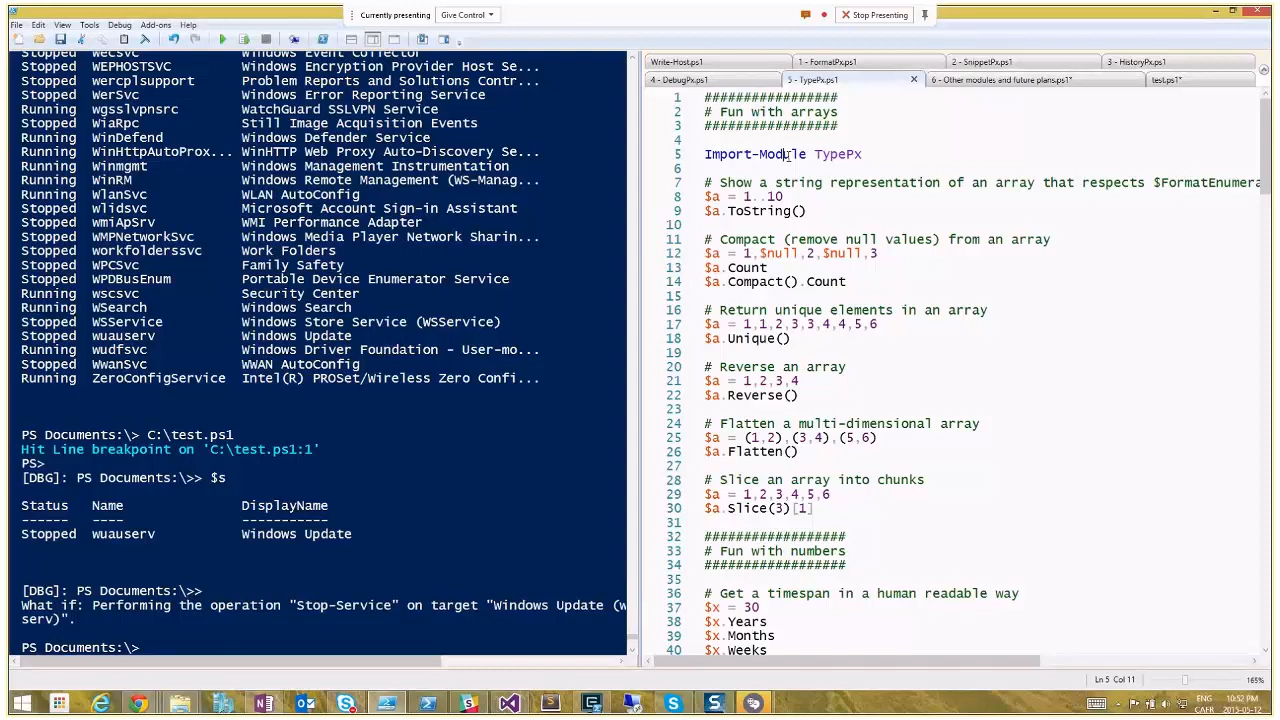 Currently presenting Give Control Stop Presenting
File Edit View Tools Debug Add-ons Help
Stopped WecSvc Windows Event Collector
Stopped WEPHOSTSVC Windows Encryption Provider Host Se...
Stopped wercplsupport Problem Reports and Solutions Contr...
Stopped WerSvc Windows Error Reporting Service
Running wgsslvpnsrc WatchGuard SSLVPN Service
Running WiaRpc Still Image Acquisition Events
Running WinDefend Windows Defender Service
Running WinHttpAutoProx... WinHTTP Web Proxy Auto-Discovery Se...
Running Winmgmt Windows Management Instrumentation
Running WinRM Windows Remote Management (WS-Manag...
Running WlanSvc WLAN AutoConfig
Running Wlidsvc Microsoft Account Sign-in Assistant
Stopped wmiApSrv WMI Performance Adapter
Running WMPNetworkSvc Windows Media Player Network Sharin...
Stopped workfolderssvc Work Folders
Stopped WPCSvc Family Safety
Stopped WPDBusEnum Portable Device Enumerator Service
Running wscsvc Security Center
Running WSearch Windows Search
Stopped WSService Windows Store Service (WSService)
Stopped wuauserv Windows Update
Running wudfsvc Windows Driver Foundation - User-mo...
Stopped WwanSvc WWAN AutoConfig
Running ZeroConfigService Intel(R) PROSet/Wireless Zero Confi...
PS Documents:\> C:\test.ps1
Hit Line breakpoint on 'C:\test.ps1:1'
PS>
[DBG]: PS Documents:\>> $s
Status Name DisplayName
------ ---- -----------
Stopped wuauserv Windows Update
[DBG]: PS Documents:\>>
What if: Performing the operation "Stop-Service" on target "Windows Update (w
serv)".
PS Documents:\>
Write-Host.ps1 1 - FormatPx.ps1 2 - SnippetPx.ps1 3 - HistoryPx.ps1
4 - DebugPx.ps1 5 - TypePx.ps1 6 - Other modules and future plans.ps1* test.ps1*
1 #################
2 # Fun with arrays
3 #################
4
5 Import-Module TypePx
6
7 # Show a string representation of an array that respects $FormatEnumera
8 $a = 1..10
9 $a.ToString()
10
11 # Compact (remove null values) from an array
12 $a = 1,$null,2,$null,3
13 $a.Count
14 $a.Compact().Count
15
16 # Return unique elements in an array
17 $a = 1,1,2,3,3,4,4,5,6
18 $a.Unique()
19
20 # Reverse an array
21 $a = 1,2,3,4
22 $a.Reverse()
23
24 # Flatten a multi-dimensional array
25 $a = (1,2),(3,4),(5,6)
26 $a.Flatten()
27
28 # Slice an array into chunks
29 $a = 1,2,3,4,5,6
30 $a.Slice(3)[1]
31
32 ##################
33 # Fun with numbers
34 ##################
35
36 # Get a timespan in a human readable way
37 $x = 30
38 $x.Years
39 $x.Months
40 $x.Weeks
Ln 5 Col 11 165%
ENG 10:52 PM
CAFR 2015-05-12